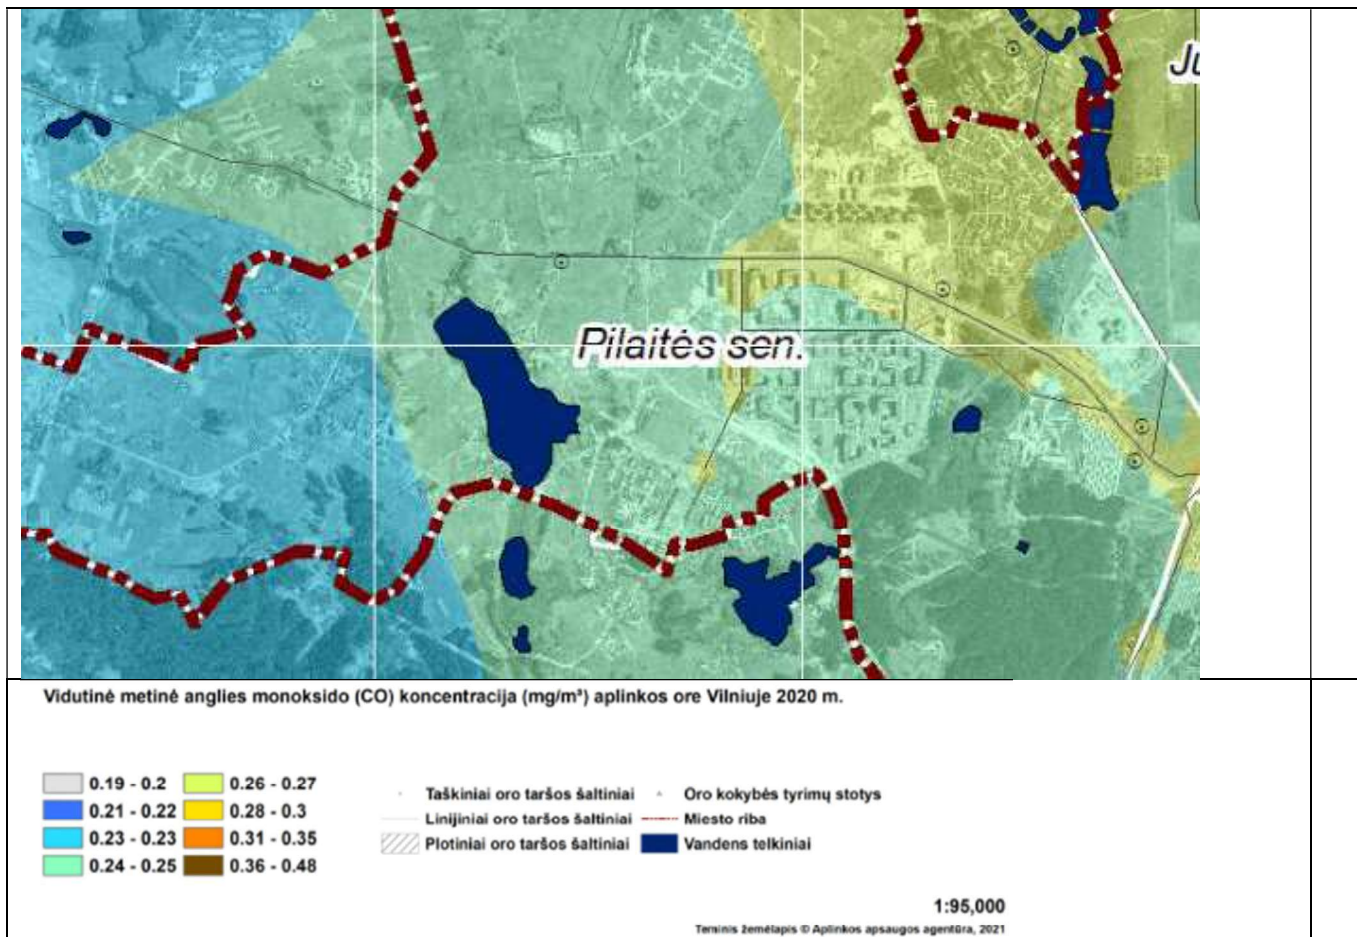 Ju
Pilaitės sen.
Vidutinė metinė anglies monoksido (CO) koncentracija (mg/m³) aplinkos ore Vilniuje 2020 m.
0.19 - 0.2
0.26 - 0.27
0.21 - 0.22
0.28 - 0.3
0.23 - 0.23
0.31 - 0.35
0.24 - 0.25
0.36 - 0.48
Taškiniai oro taršos šaltiniai
Oro kokybės tyrimų stotys
Linijiniai oro taršos šaltiniai
Miesto riba
Plotiniai oro taršos šaltiniai
Vandens telkiniai
1:95,000
Teminis žemėlapis © Aplinkos apsaugos agentūra, 2021